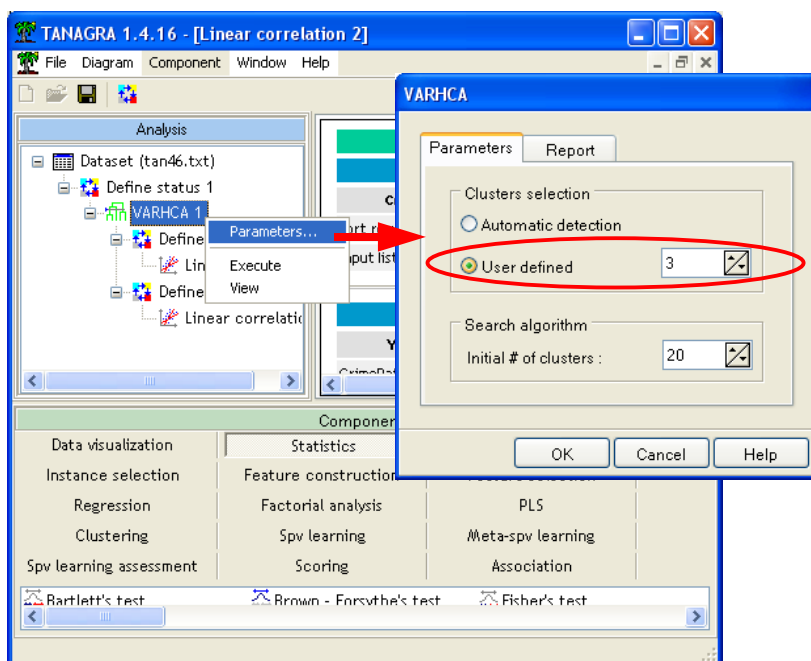 TANAGRA 1.4.16 - [Linear correlation 2]
File Diagram Component Window Help
Analysis
Dataset (tan46.txt)
Define status 1
VARHCA 1
Define
Lin
Define
Linear correlatio
Parameters...
Execute
View
VARHCA
Parameters Report
Clusters selection
Automatic detection
User defined 3
Search algorithm
Initial # of clusters : 20
OK Cancel Help
Data visualization Statistics
Instance selection Feature construction
Regression Factorial analysis PLS
Clustering Spv learning Meta-spv learning
Spv learning assessment Scoring Association
Bartlett's test Brown - Forsythe's test Fisher's test